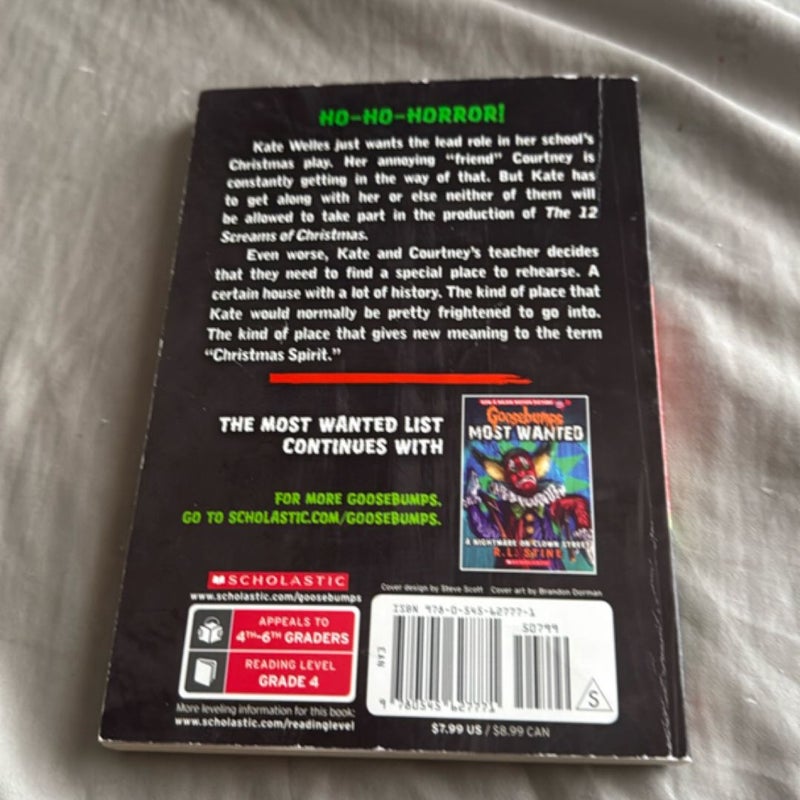 HO-HO-HORROR!
Kate Welles just wants the lead role in her school's
Christmas play. Her annoying "friend" Courtney is
constantly getting in the way of that. But Kate has
to get along with her or else neither of them will
be allowed to take part in the production of The 12
Screams of Christmas.
Even worse, Kate and Courtney's teacher decides
that they need to find a special place to rehearse. A
certain house with a lot of history. The kind of place that
Kate would normally be pretty frightened to go into.
The kind of place that gives new meaning to the term
"Christmas Spirit."
THE MOST WANTED LIST
CONTINUES WITH
Goosebumps
MOST WANTED
A NIGHTMARE ON CLOWN STREET
R.L. STINE
SCHOLASTIC
FOR MORE GOOSEBUMPS,
GO TO SCHOLASTIC.COM/GOOSEBUMPS.
SCHOLASTIC
www.scholastic.com/goosebumps
Cover design by Steve Scott Cover art by Brandon Dorman
APPEALS TO
4TH-6TH GRADERS
READING LEVEL
GRADE 4
More leveling information for this book:
www.scholastic.com/readinglevel
ISBN 978-0-545-62777-1
50799
EAN
9 780545 627771
S
$7.99 US / $8.99 CAN